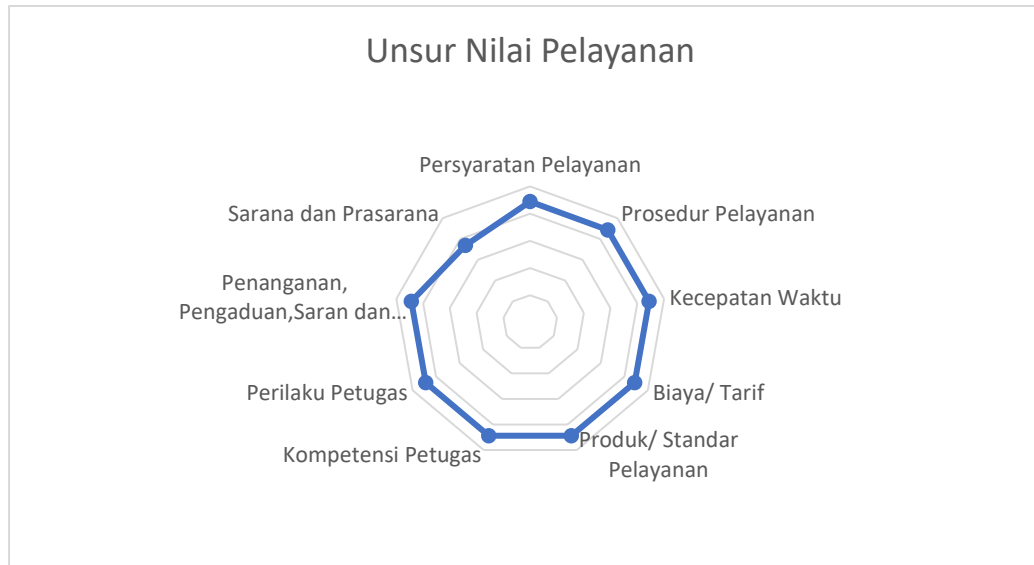 Unsur Nilai Pelayanan
Persyaratan Pelayanan
Prosedur Pelayanan
Kecepatan Waktu
Biaya/ Tarif
Produk/ Standar
Pelayanan
Kompetensi Petugas
Perilaku Petugas
Penanganan,
Pengaduan,Saran dan...
Sarana dan Prasarana